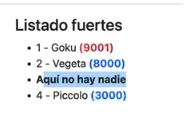 Listado fuertes
• 1 - Goku (9001)
• 2 - Vegeta (8000)
• Aquí no hay nadie
• 4 - Piccolo (3000)